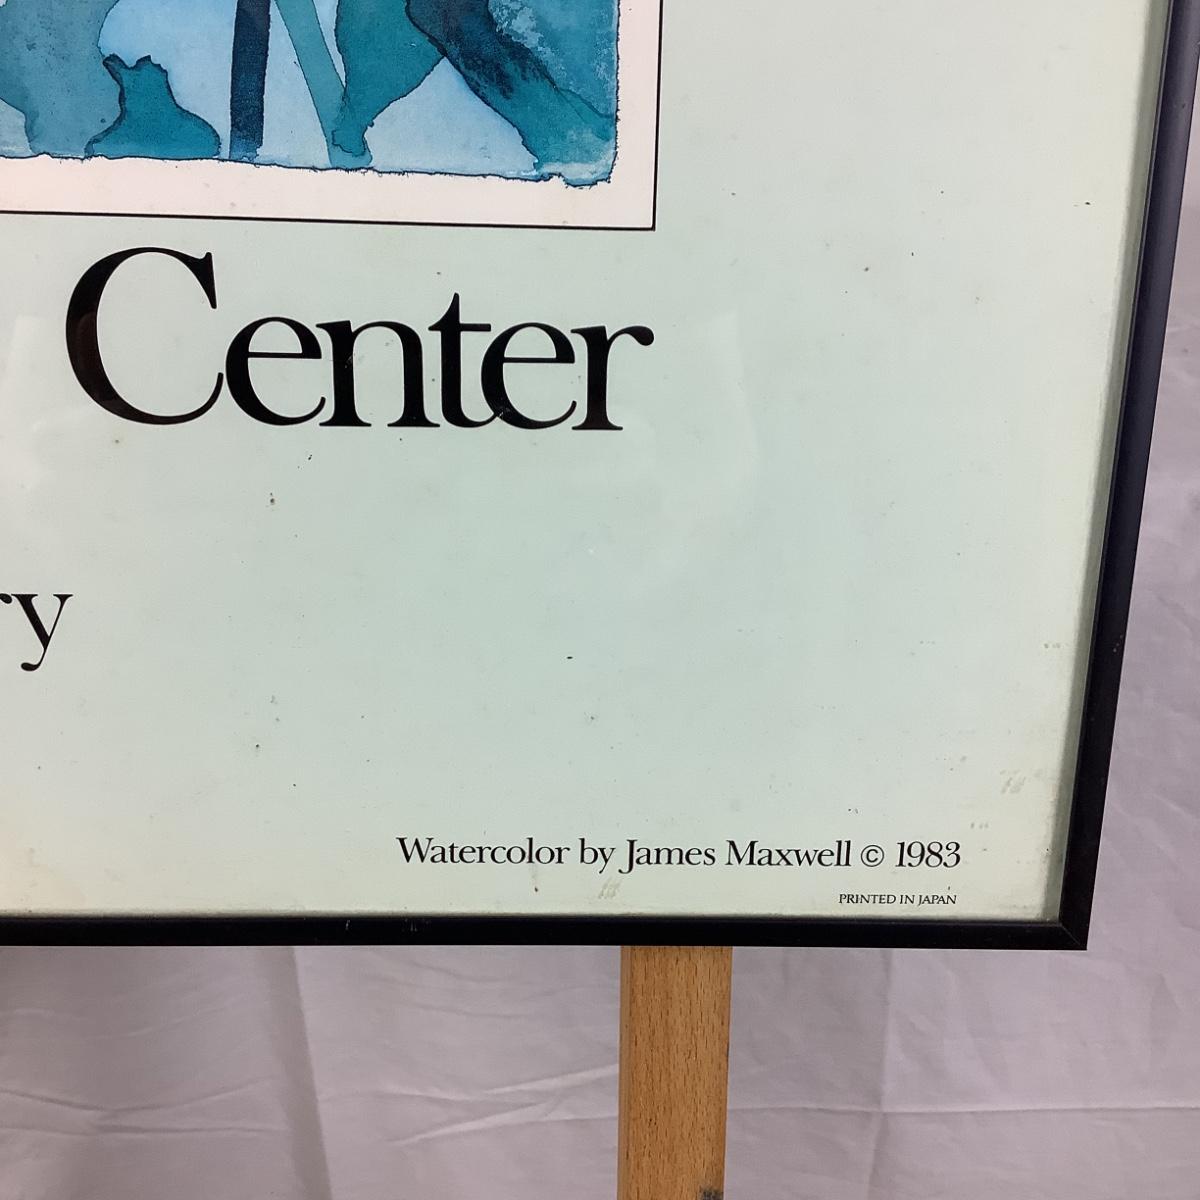 Center
ry
Watercolor by James Maxwell © 1983
PRINTED IN JAPAN